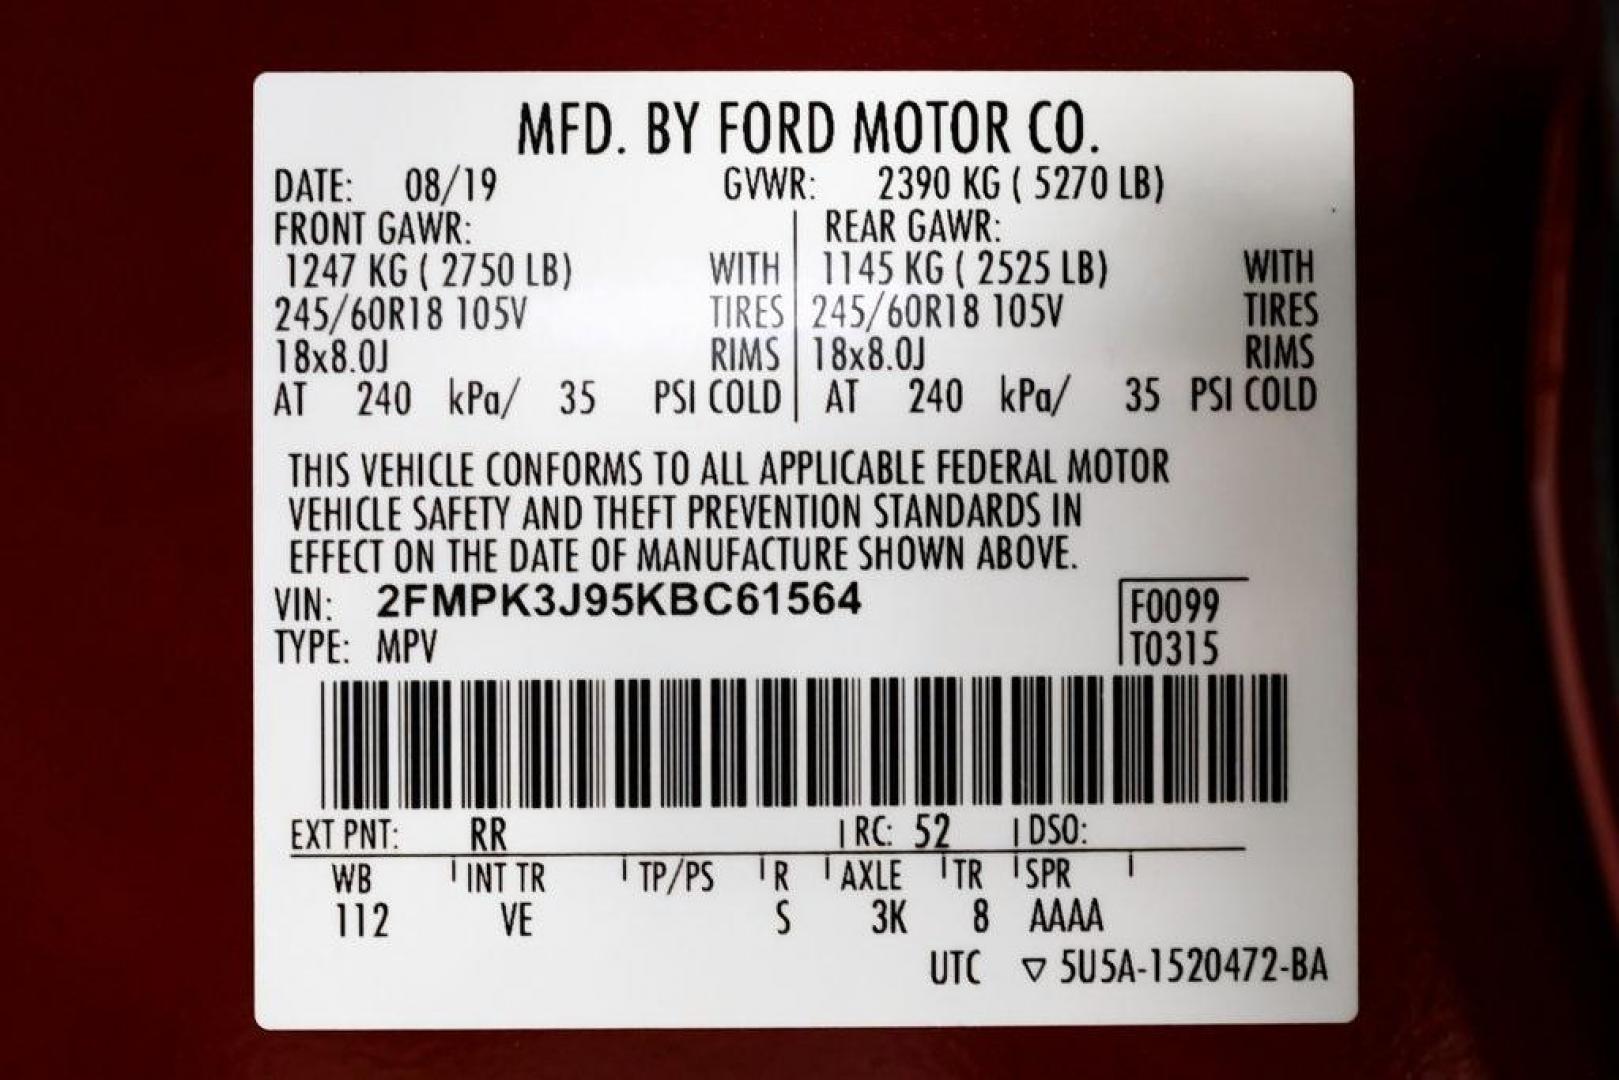 MFD. BY FORD MOTOR CO.
DATE: 08/19 GVWR: 2390 KG ( 5270 LB)
FRONT GAWR: REAR GAWR:
1247 KG ( 2750 LB) WITH 1145 KG ( 2525 LB) WITH
245/60R18 105V TIRES 245/60R18 105V TIRES
18x8.0J RIMS 18x8.0J RIMS
AT 240 kPa/ 35 PSI COLD AT 240 kPa/ 35 PSI COLD
THIS VEHICLE CONFORMS TO ALL APPLICABLE FEDERAL MOTOR
VEHICLE SAFETY AND THEFT PREVENTION STANDARDS IN
EFFECT ON THE DATE OF MANUFACTURE SHOWN ABOVE.
VIN: 2FMPK3J95KBC61564 F0099
TYPE: MPV T0315
EXT PNT: RR RC: 52 DSO:
WB INT TR TP/PS R AXLE TR SPR
112 VE S 3K 8 AAAA
UTC ▽ 5U5A-1520472-BA